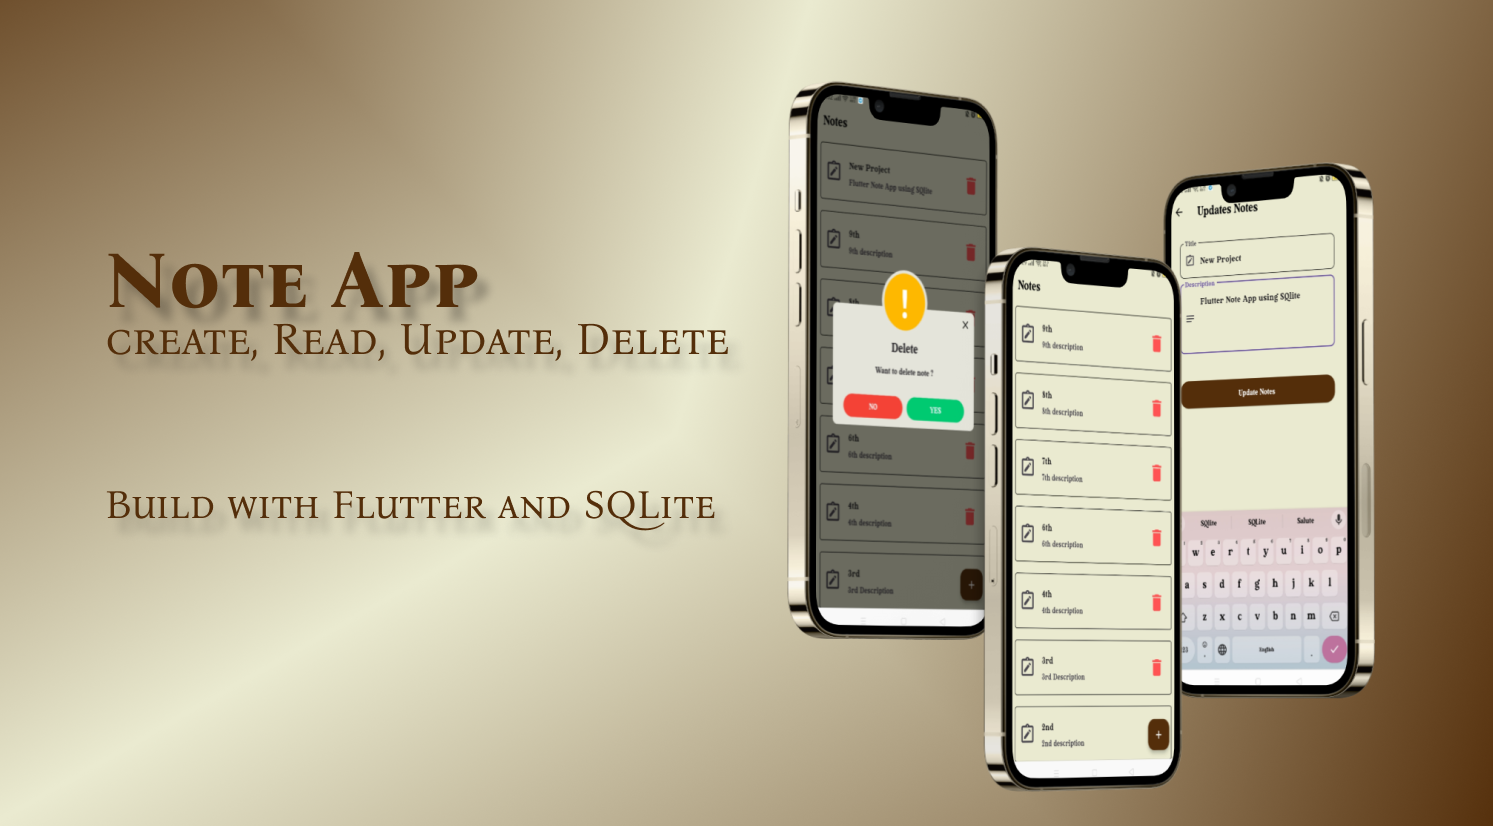 Note App
create, Read, Update, Delete
Build with Flutter and SQLite
Notes
New Project
Flutter Note App using SQlite
9th
9th description
8th
Delete
Want to delete note ?
X
NO
YES
6th
6th description
4th
4th description
3rd
3rd Description
+
Notes
9th
9th description
8th
8th description
7th
7th description
6th
6th description
4th
4th description
3rd
3rd Description
2nd
2nd description
+
Updates Notes
Title
New Project
Description
Flutter Note App using SQlite
Update Notes
SQlite SQLite Salute
w e r t y u i o p
a s d f g h j k l
z x c v b n m
English .